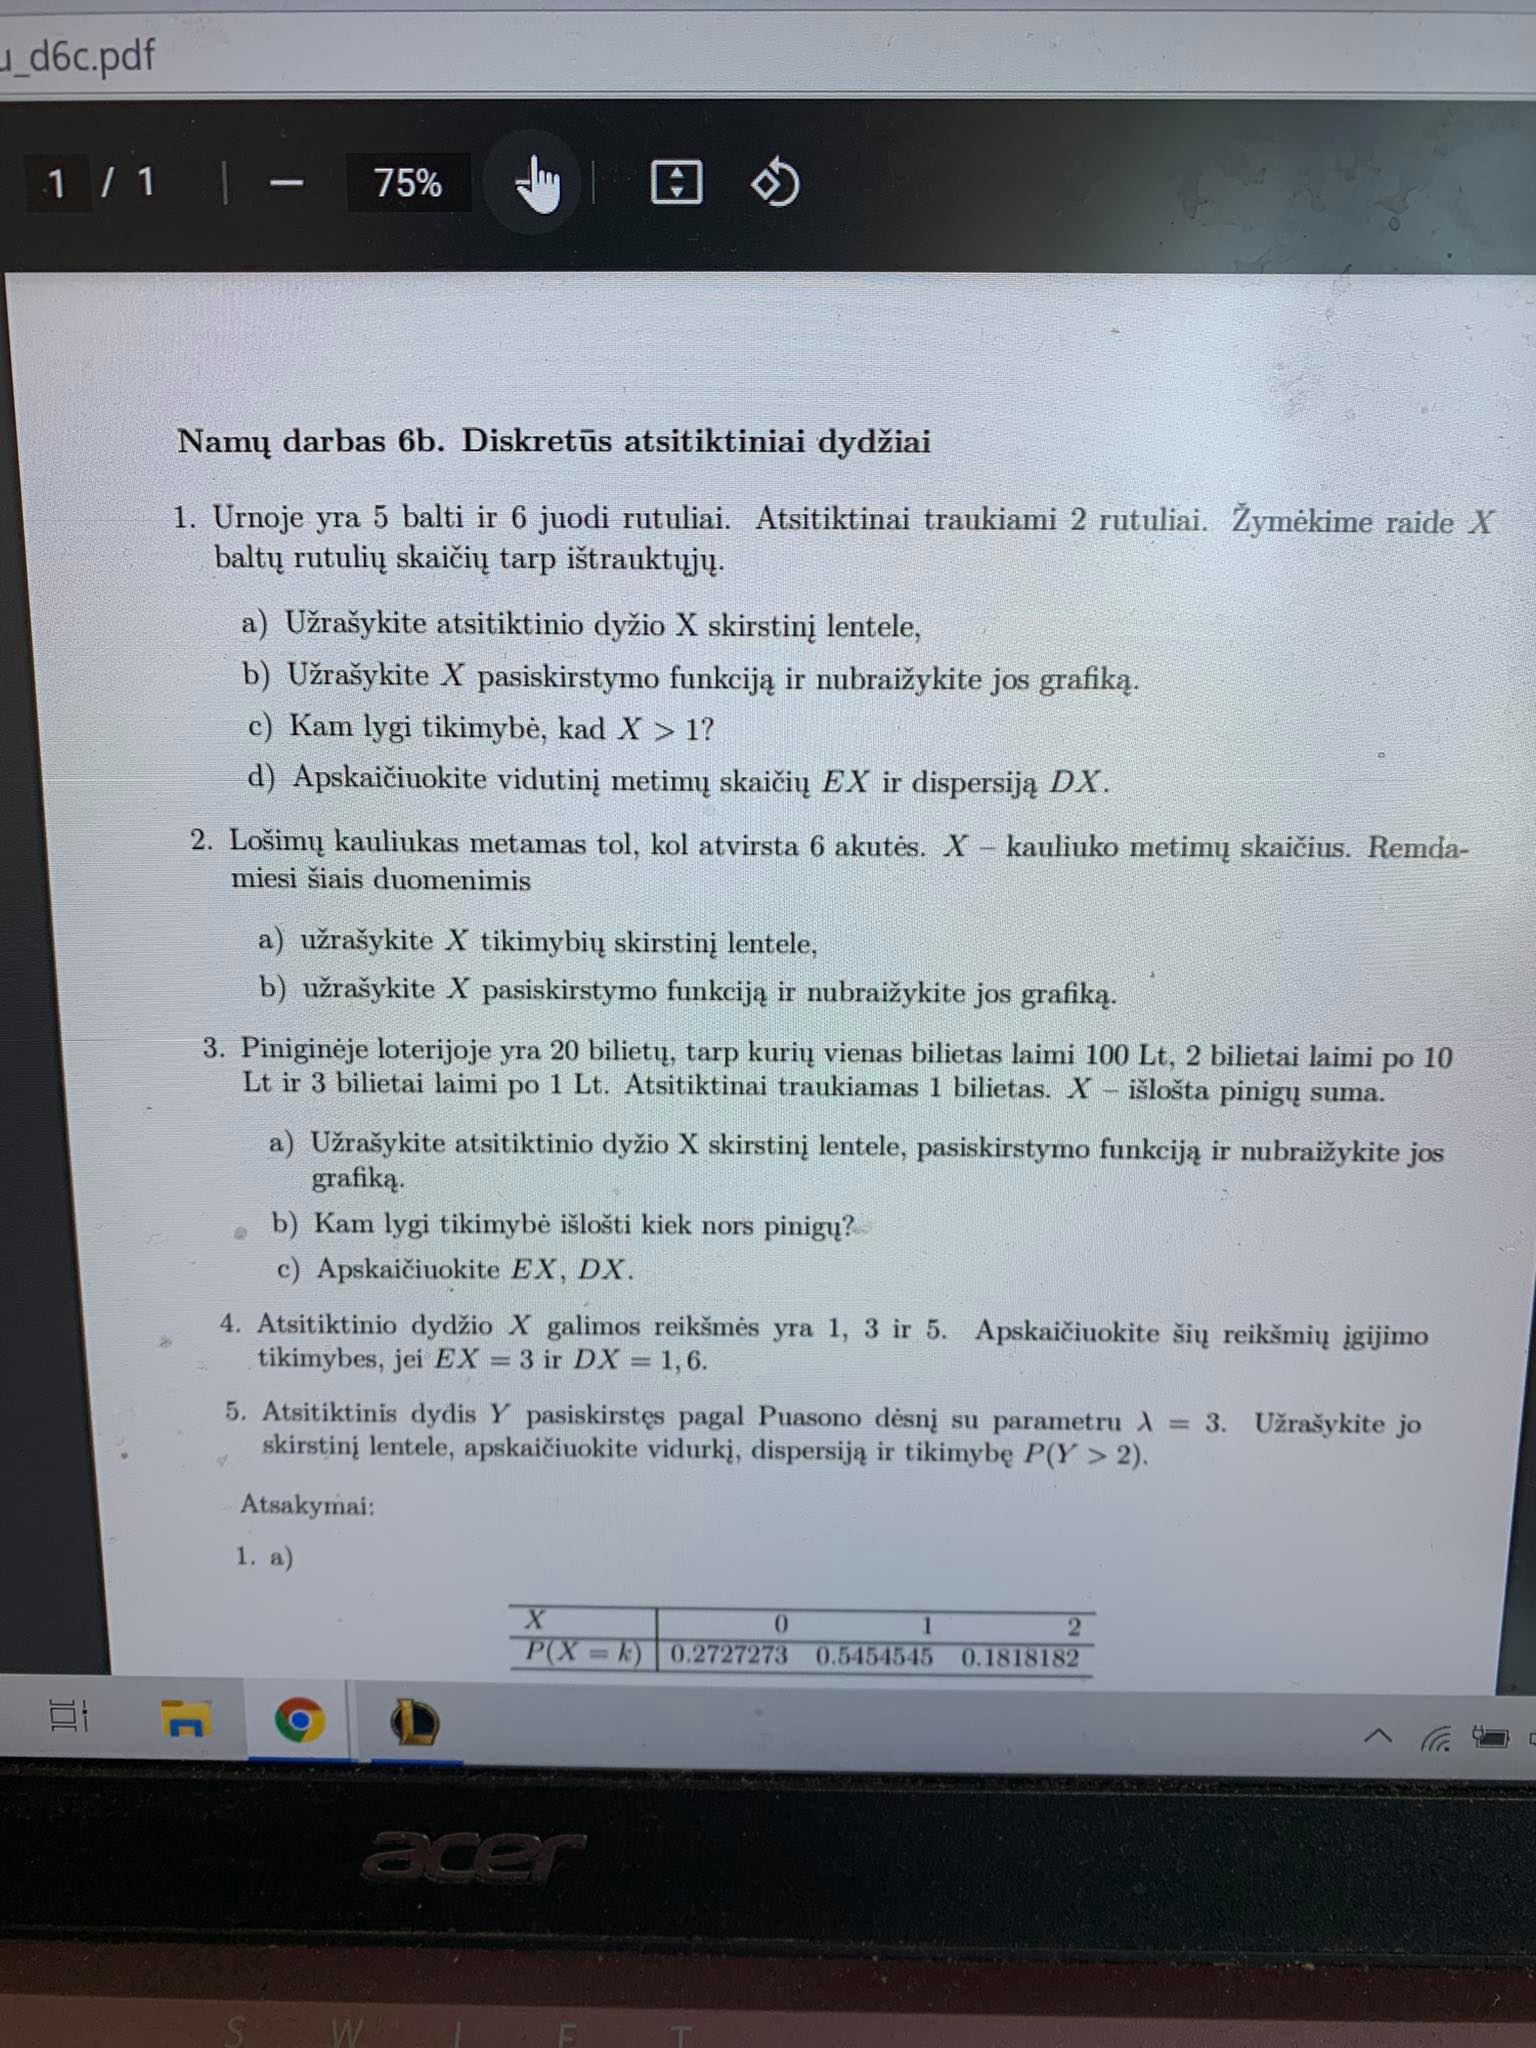 u_d6c.pdf
1 / 1 | − 75%
Namų darbas 6b. Diskretūs atsitiktiniai dydžiai
1. Urnoje yra 5 balti ir 6 juodi rutuliai. Atsitiktinai traukiami 2 rutuliai. Žymėkime raide X
baltų rutulių skaičių tarp ištrauktųjų.
a) Užrašykite atsitiktinio dyžio X skirstinį lentele,
b) Užrašykite X pasiskirstymo funkciją ir nubraižykite jos grafiką.
c) Kam lygi tikimybė, kad X > 1?
d) Apskaičiuokite vidutinį metimų skaičių EX ir dispersiją DX.
2. Lošimų kauliukas metamas tol, kol atvirsta 6 akutės. X – kauliuko metimų skaičius. Remda-
miesi šiais duomenimis
a) užrašykite X tikimybių skirstinį lentele,
b) užrašykite X pasiskirstymo funkciją ir nubraižykite jos grafiką.
3. Piniginėje loterijoje yra 20 bilietų, tarp kurių vienas bilietas laimi 100 Lt, 2 bilietai laimi po 10
Lt ir 3 bilietai laimi po 1 Lt. Atsitiktinai traukiamas 1 bilietas. X – išlošta pinigų suma.
a) Užrašykite atsitiktinio dyžio X skirstinį lentele, pasiskirstymo funkciją ir nubraižykite jos
grafiką.
b) Kam lygi tikimybė išlošti kiek nors pinigų?
c) Apskaičiuokite EX, DX.
4. Atsitiktinio dydžio X galimos reikšmės yra 1, 3 ir 5. Apskaičiuokite šių reikšmių įgijimo
tikimybes, jei EX = 3 ir DX = 1,6.
5. Atsitiktinis dydis Y pasiskirstęs pagal Puasono dėsnį su parametru λ = 3. Užrašykite jo
skirstinį lentele, apskaičiuokite vidurkį, dispersiją ir tikimybę P(Y > 2).
Atsakymai:
1. a)
X 0 1 2
P(X = k) 0.2727273 0.5454545 0.1818182
acer
SWIFT